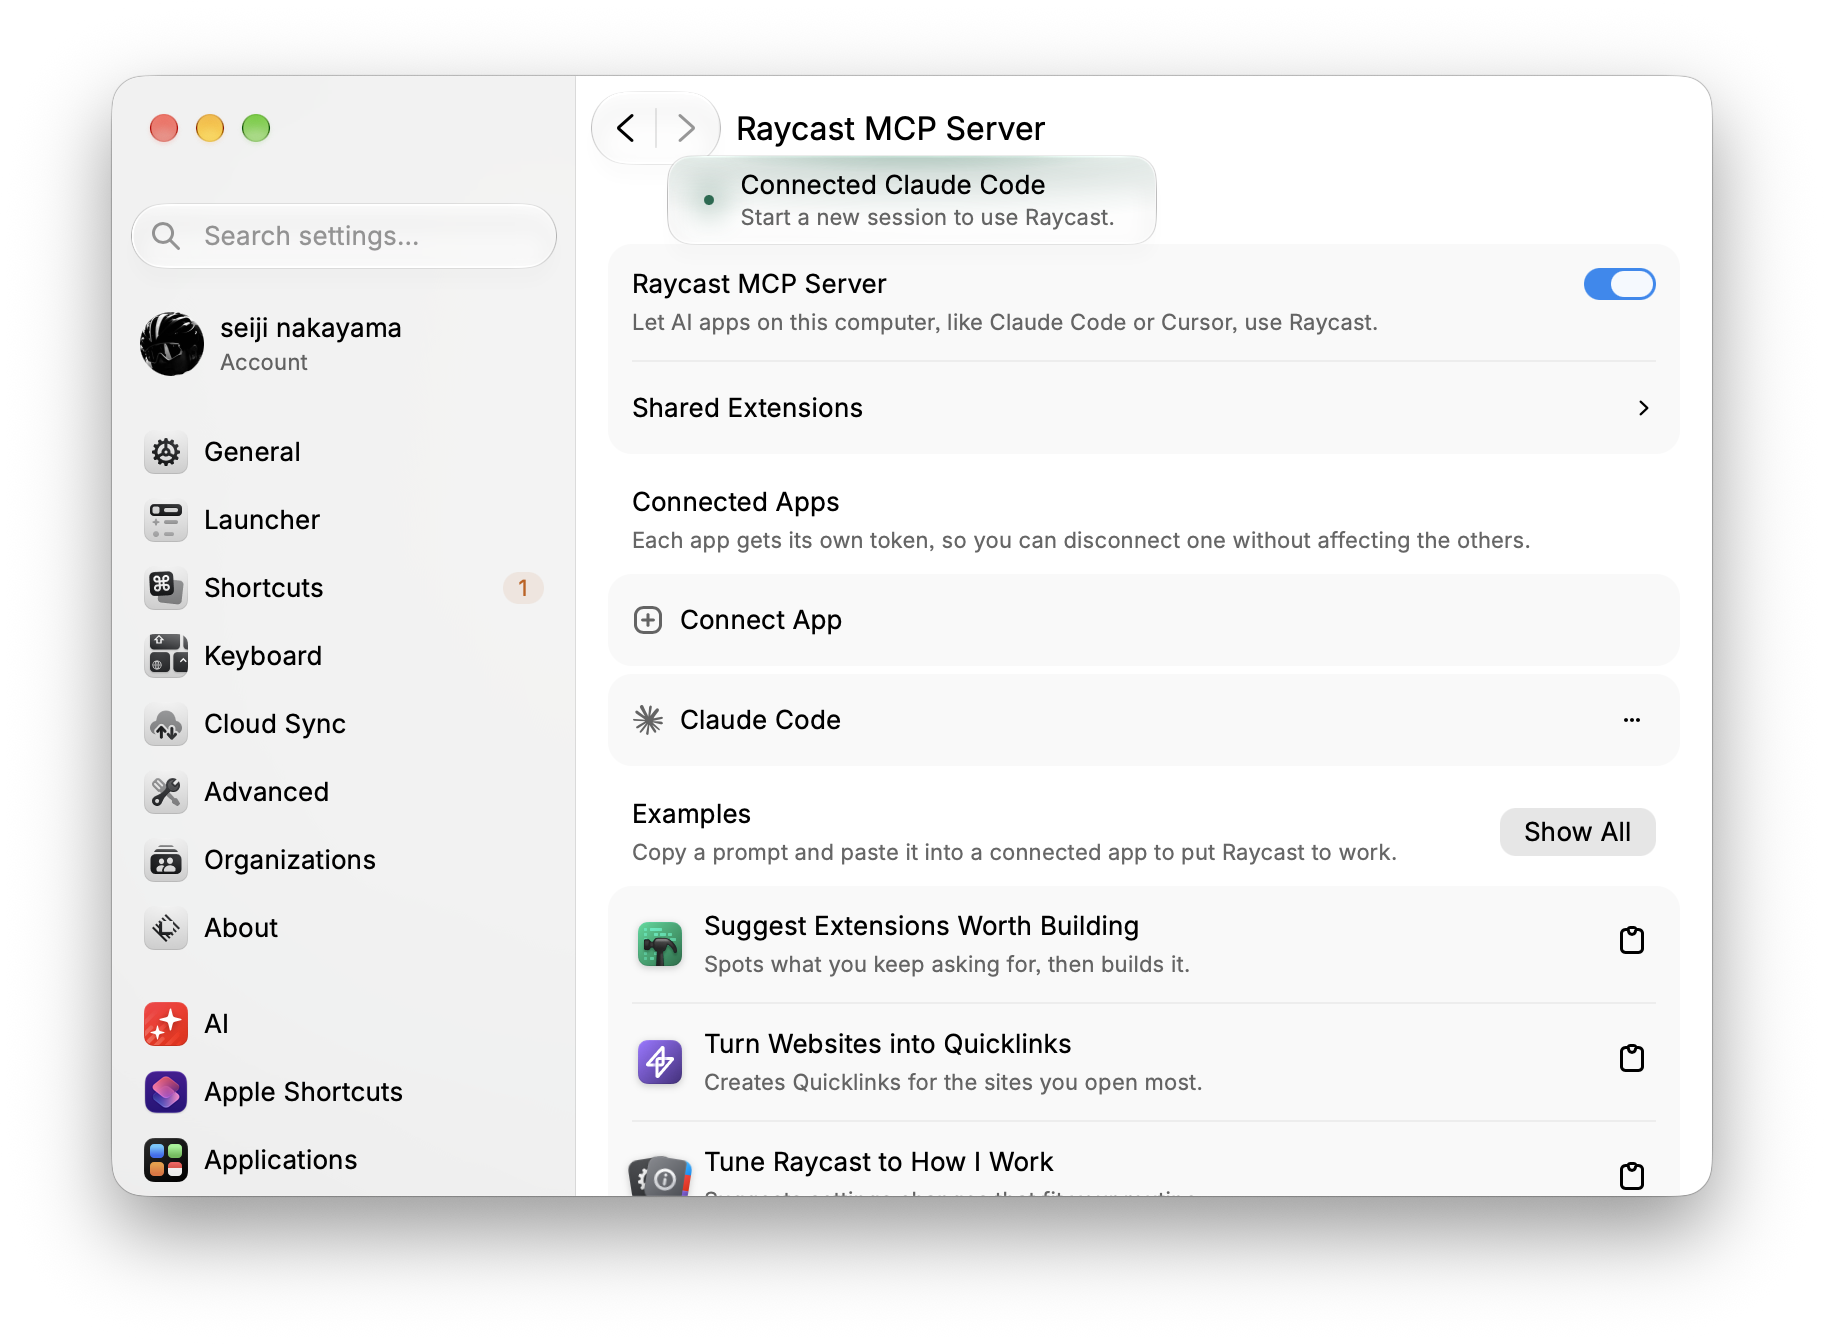 Raycast MCP Server
Connected Claude Code
Start a new session to use Raycast.
Search settings...
seiji nakayama
Account
General
Launcher
Shortcuts
1
Keyboard
Cloud Sync
Advanced
Organizations
About
AI
Apple Shortcuts
Applications
Raycast MCP Server
Let AI apps on this computer, like Claude Code or Cursor, use Raycast.
Shared Extensions
Connected Apps
Each app gets its own token, so you can disconnect one without affecting the others.
Connect App
Claude Code
Examples
Copy a prompt and paste it into a connected app to put Raycast to work.
Show All
Suggest Extensions Worth Building
Spots what you keep asking for, then builds it.
Turn Websites into Quicklinks
Creates Quicklinks for the sites you open most.
Tune Raycast to How I Work